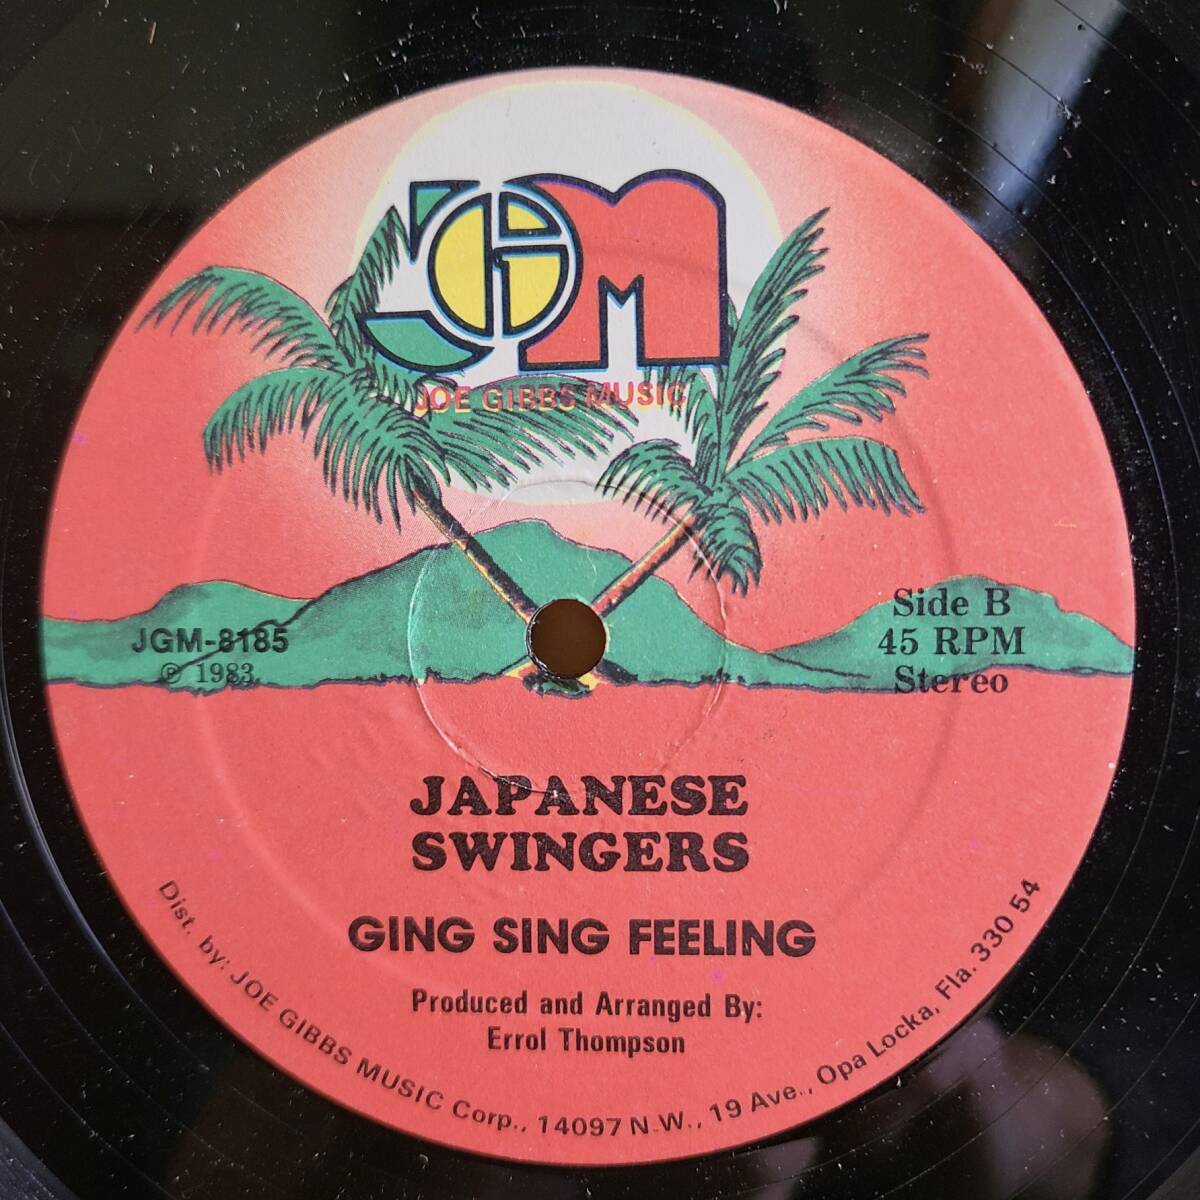 JGM
JOE GIBBS MUSIC
JGM-8185
℗ 1983
Side B
45 RPM
Stereo
JAPANESE
SWINGERS
GING SING FEELING
Produced and Arranged By:
Errol Thompson
Dist. by: JOE GIBBS MUSIC Corp., 14097 N.W., 19 Ave., Opa Locka, Fla. 330 54